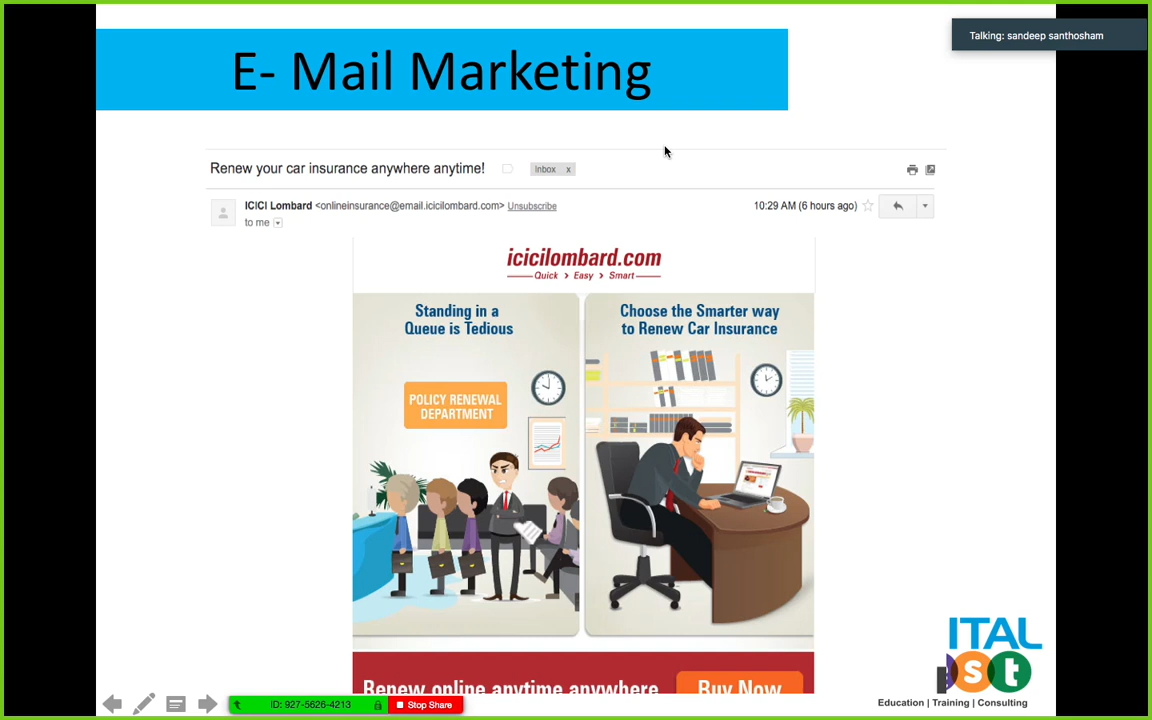 E- Mail Marketing
Talking: sandeep santhosham
Renew your car insurance anywhere anytime!
Inbox x
ICICI Lombard <onlineinsurance@email.icicilombard.com> Unsubscribe
10:29 AM (6 hours ago)
to me
icicilombard.com
Quick > Easy > Smart
Standing in a
Queue is Tedious
POLICY RENEWAL
DEPARTMENT
Choose the Smarter way
to Renew Car Insurance
Renew online anytime anywhere
Buy Now
ITAL
st
Education | Training | Consulting
ID: 927-5626-4213
Stop Share